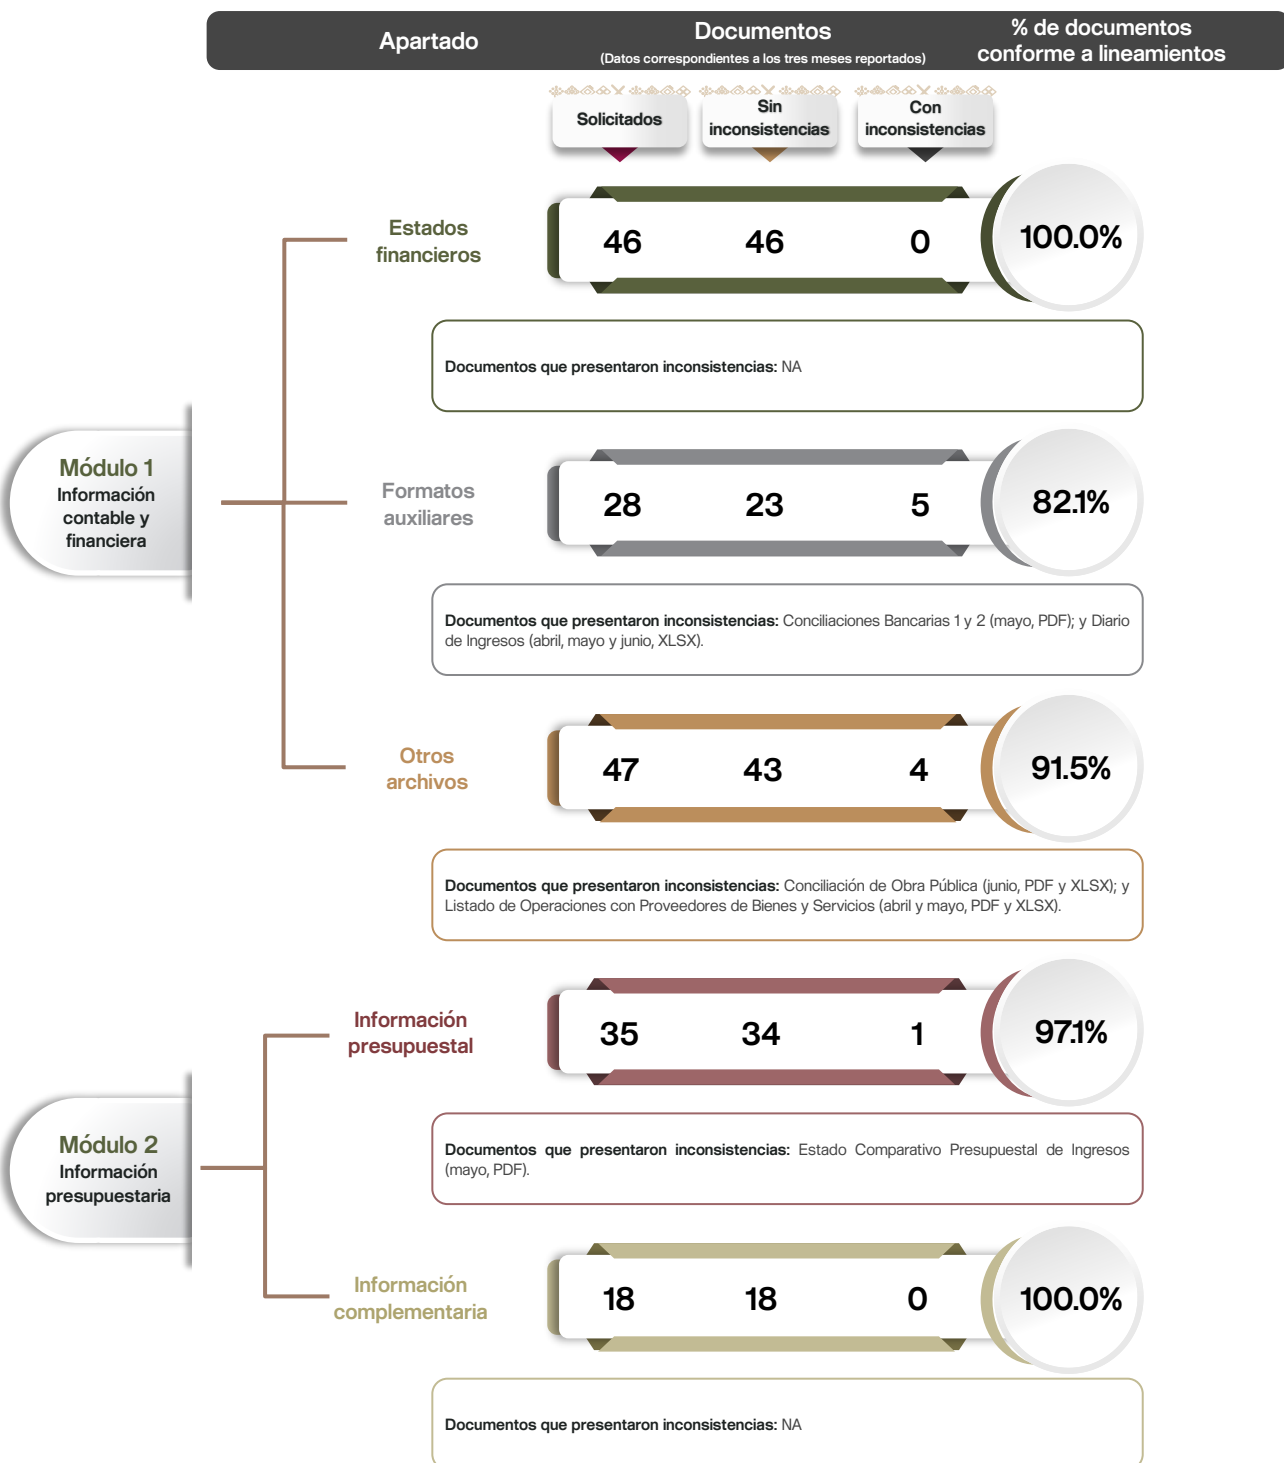 Apartado
Documentos
(Datos correspondientes a los tres meses reportados)
% de documentos
conforme a lineamientos
Solicitados
Sin
inconsistencias
Con
inconsistencias
Módulo 1
Información
contable y
financiera
Estados
financieros
46 46 0 100.0%
Documentos que presentaron inconsistencias: NA
Formatos
auxiliares
28 23 5 82.1%
Documentos que presentaron inconsistencias: Conciliaciones Bancarias 1 y 2 (mayo, PDF); y Diario
de Ingresos (abril, mayo y junio, XLSX).
Otros
archivos
47 43 4 91.5%
Documentos que presentaron inconsistencias: Conciliación de Obra Pública (junio, PDF y XLSX); y
Listado de Operaciones con Proveedores de Bienes y Servicios (abril y mayo, PDF y XLSX).
Módulo 2
Información
presupuestaria
Información
presupuestal
35 34 1 97.1%
Documentos que presentaron inconsistencias: Estado Comparativo Presupuestal de Ingresos
(mayo, PDF).
Información
complementaria
18 18 0 100.0%
Documentos que presentaron inconsistencias: NA